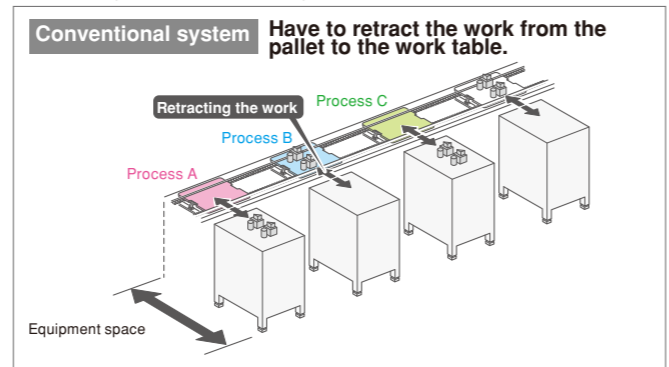 Conventional system
Have to retract the work from the
pallet to the work table.
Retracting the work
Process C
Process B
Process A
Equipment space